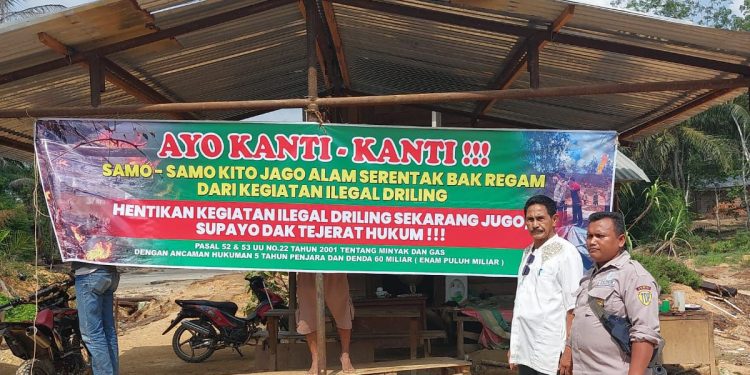 AYO KANTI - KANTI !!!
SAMO - SAMO KITO JAGO ALAM SERENTAK BAK REGAM
DARI KEGIATAN ILEGAL DRILING
HENTIKAN KEGIATAN ILEGAL DRILING SEKARANG JUGO
SUPAYO DAK TEJERAT HUKUM !!!
PASAL 52 & 53 UU NO.22 TAHUN 2001 TENTANG MINYAK DAN GAS
DENGAN ANCAMAN HUKUMAN 5 TAHUN PENJARA DAN DENDA 60 MILIAR ( ENAM PULUH MILIAR )